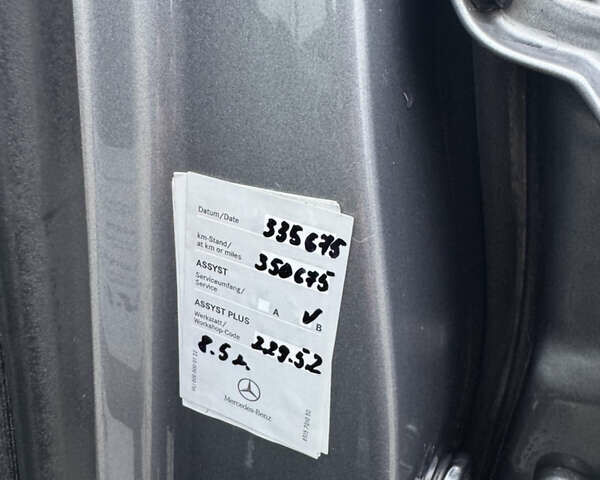 Datum/Date 335675
km-Stand/
at km or miles 350675
ASSYST
Serviceumfang/
Service A ✓ B
ASSYST PLUS
Werkstatt/
Workshop-Code 229.52
8.5 л.
Mercedes-Benz